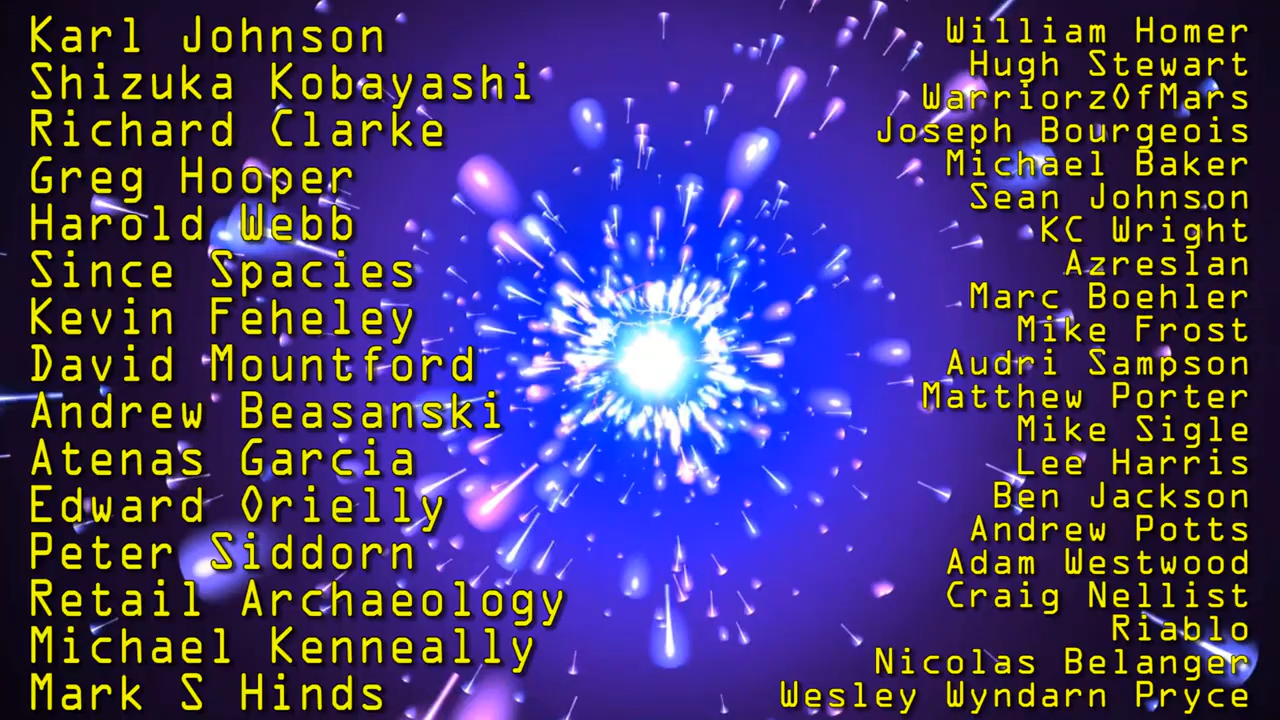 Karl Johnson
Shizuka Kobayashi
Richard Clarke
Greg Hooper
Harold Webb
Since Spacies
Kevin Feheley
David Mountford
Andrew Beasanski
Atenas Garcia
Edward Orielly
Peter Siddorn
Retail Archaeology
Michael Kenneally
Mark S Hinds
William Homer
Hugh Stewart
WarriorzOfMars
Joseph Bourgeois
Michael Baker
Sean Johnson
KC Wright
Azreslan
Marc Boehler
Mike Frost
Audri Sampson
Matthew Porter
Mike Sigle
Lee Harris
Ben Jackson
Andrew Potts
Adam Westwood
Craig Nellist
Riablo
Nicolas Belanger
Wesley Wyndarn Pryce